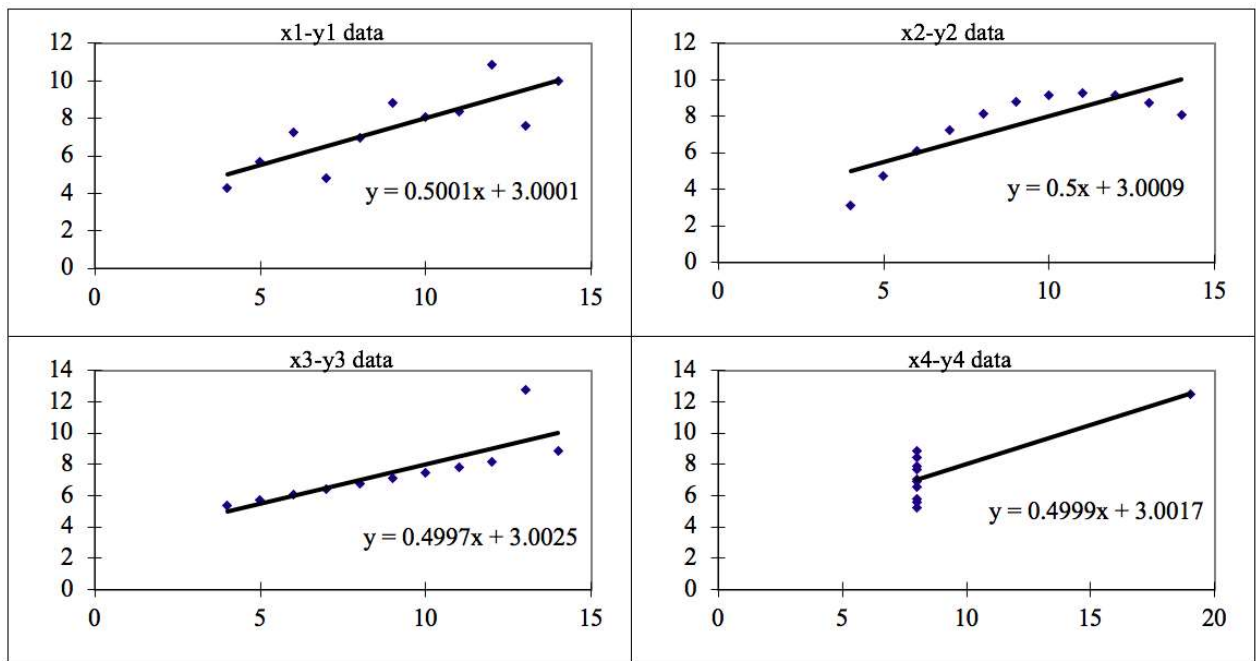 x1-y1 data
12
10
8
6
4
2
0
0 5 10 15
y = 0.5001x + 3.0001
x2-y2 data
12
10
8
6
4
2
0
0 5 10 15
y = 0.5x + 3.0009
x3-y3 data
14
12
10
8
6
4
2
0
0 5 10 15
y = 0.4997x + 3.0025
x4-y4 data
14
12
10
8
6
4
2
0
0 5 10 15 20
y = 0.4999x + 3.0017